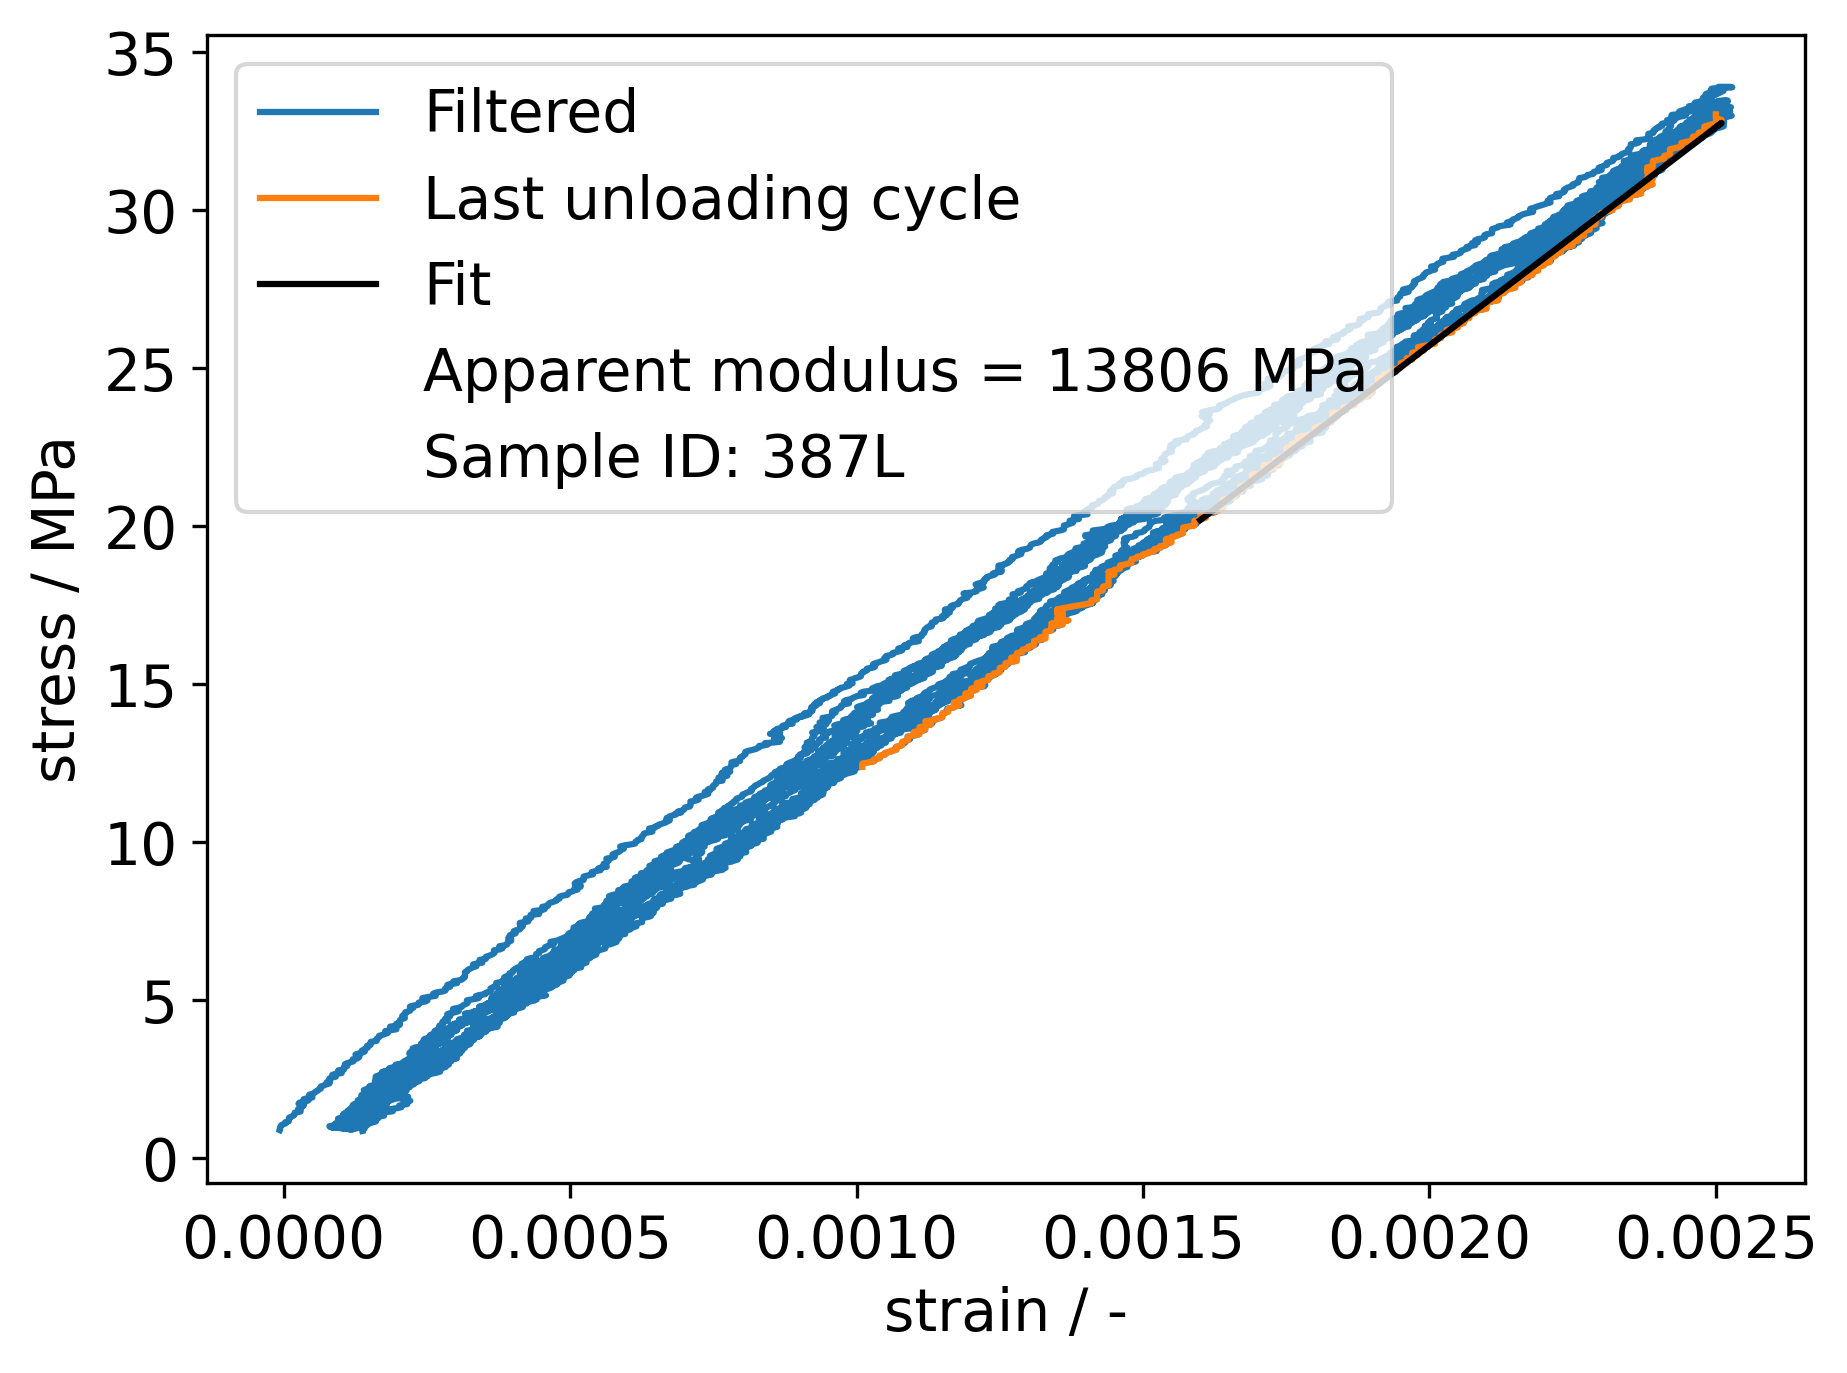 35
30
25
20
15
10
5
0
stress / MPa
Filtered
Last unloading cycle
Fit
Apparent modulus = 13806 MPa
Sample ID: 387L
0.0000 0.0005 0.0010 0.0015 0.0020 0.0025
strain / -